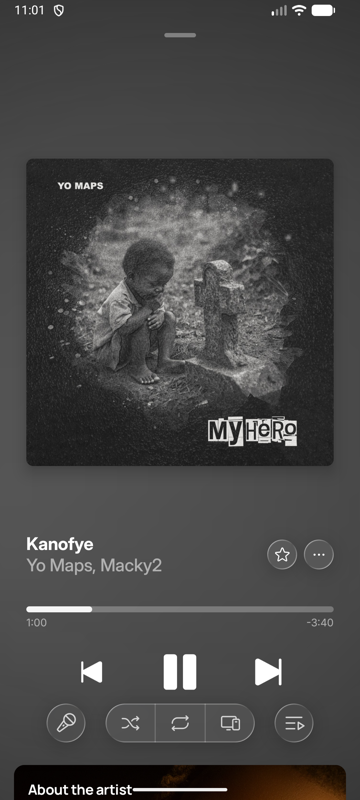 11:01
YO MAPS
MyHeRo
Kanofye
Yo Maps, Macky2
1:00
-3:40
About the artist